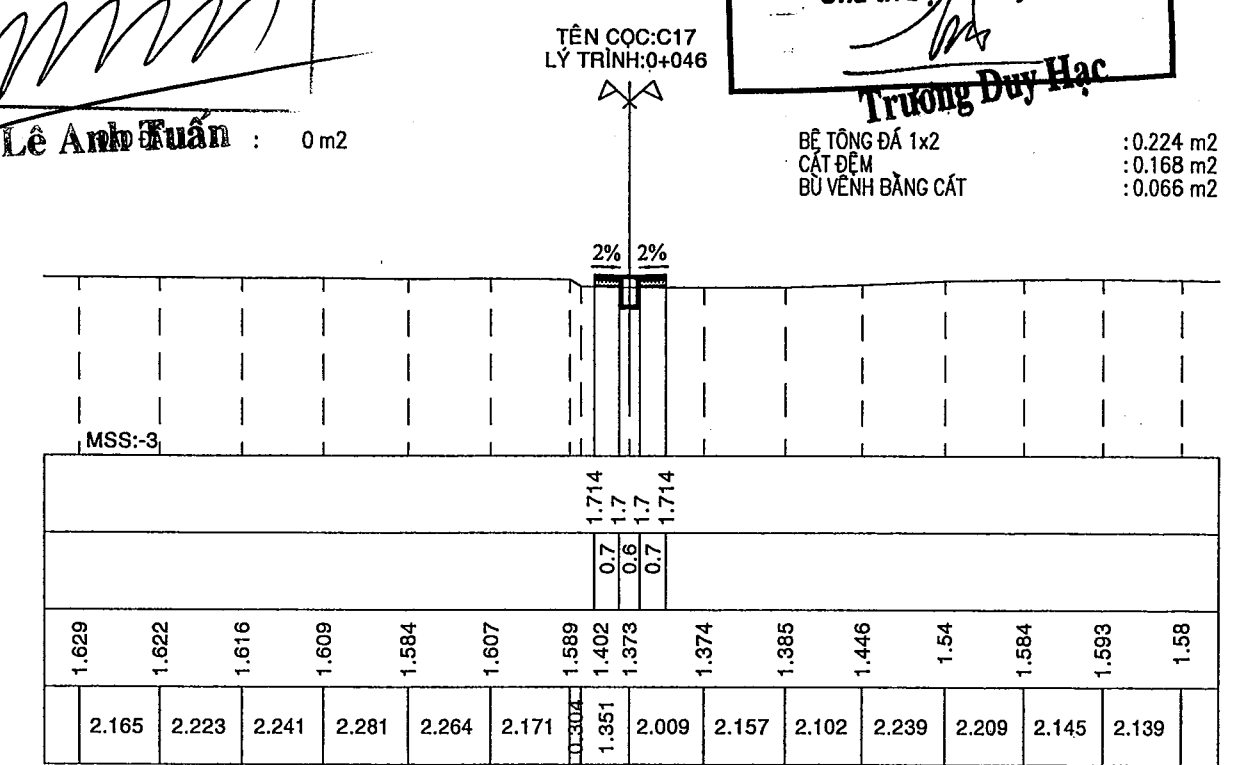 TÊN CỌC:C17
LÝ TRÌNH:0+046
Trương Duy Hạc
Lê Anh Tuấn : 0 m2
BÊ TÔNG ĐÁ 1x2 :0.224 m2
CÁT ĐỆM :0.168 m2
BÙ VÊNH BẰNG CÁT :0.066 m2
2% 2%
MSS:-3
1.714 1.7 1.7 1.714
0.7 0.6 0.7
1.629 1.622 1.616 1.609 1.584 1.607 1.589 1.402 1.373 1.374 1.385 1.446 1.54 1.584 1.593 1.58
2.165 2.223 2.241 2.281 2.264 2.171 0.304 1.351 2.009 2.157 2.102 2.239 2.209 2.145 2.139